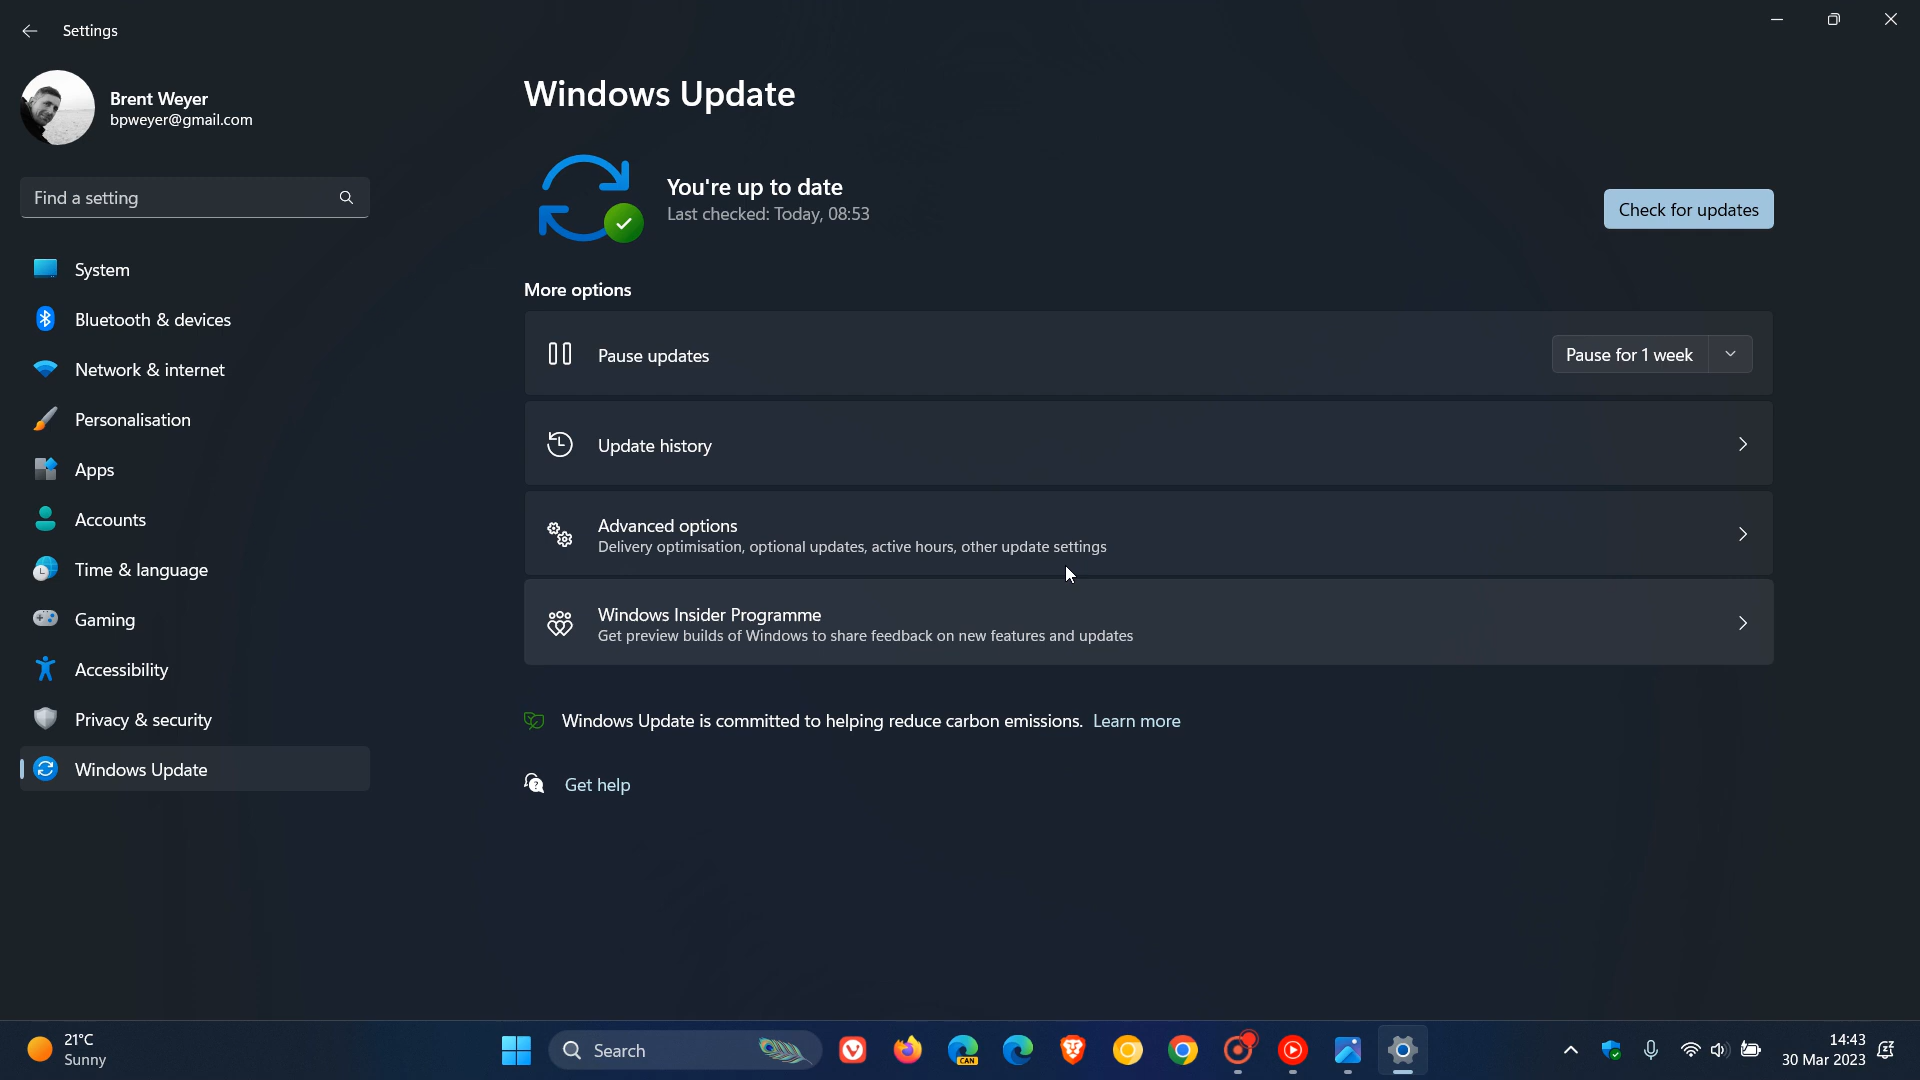 Settings
Brent Weyer
bpweyer@gmail.com
Find a setting
System
Bluetooth & devices
Network & internet
Personalisation
Apps
Accounts
Time & language
Gaming
Accessibility
Privacy & security
Windows Update
Windows Update
You're up to date
Last checked: Today, 08:53
Check for updates
More options
Pause updates
Pause for 1 week
Update history
Advanced options
Delivery optimisation, optional updates, active hours, other update settings
Windows Insider Programme
Get preview builds of Windows to share feedback on new features and updates
Windows Update is committed to helping reduce carbon emissions. Learn more
Get help
21°C
Sunny
Search
CAN
14:43
30 Mar 2023